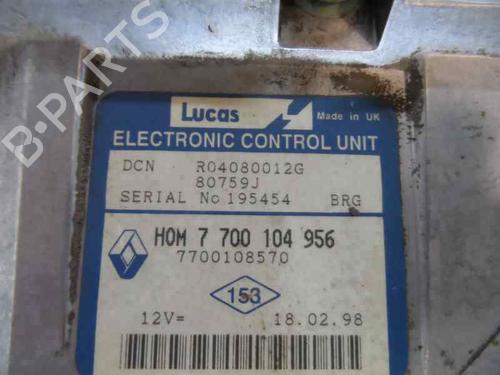 B-PARTS
Lucas
Made in UK
ELECTRONIC CONTROL UNIT
DCN R04080012G
80759J
SERIAL No 195454 BRG
HOM 7 700 104 956
7700108570
153
12V= 18.02.98